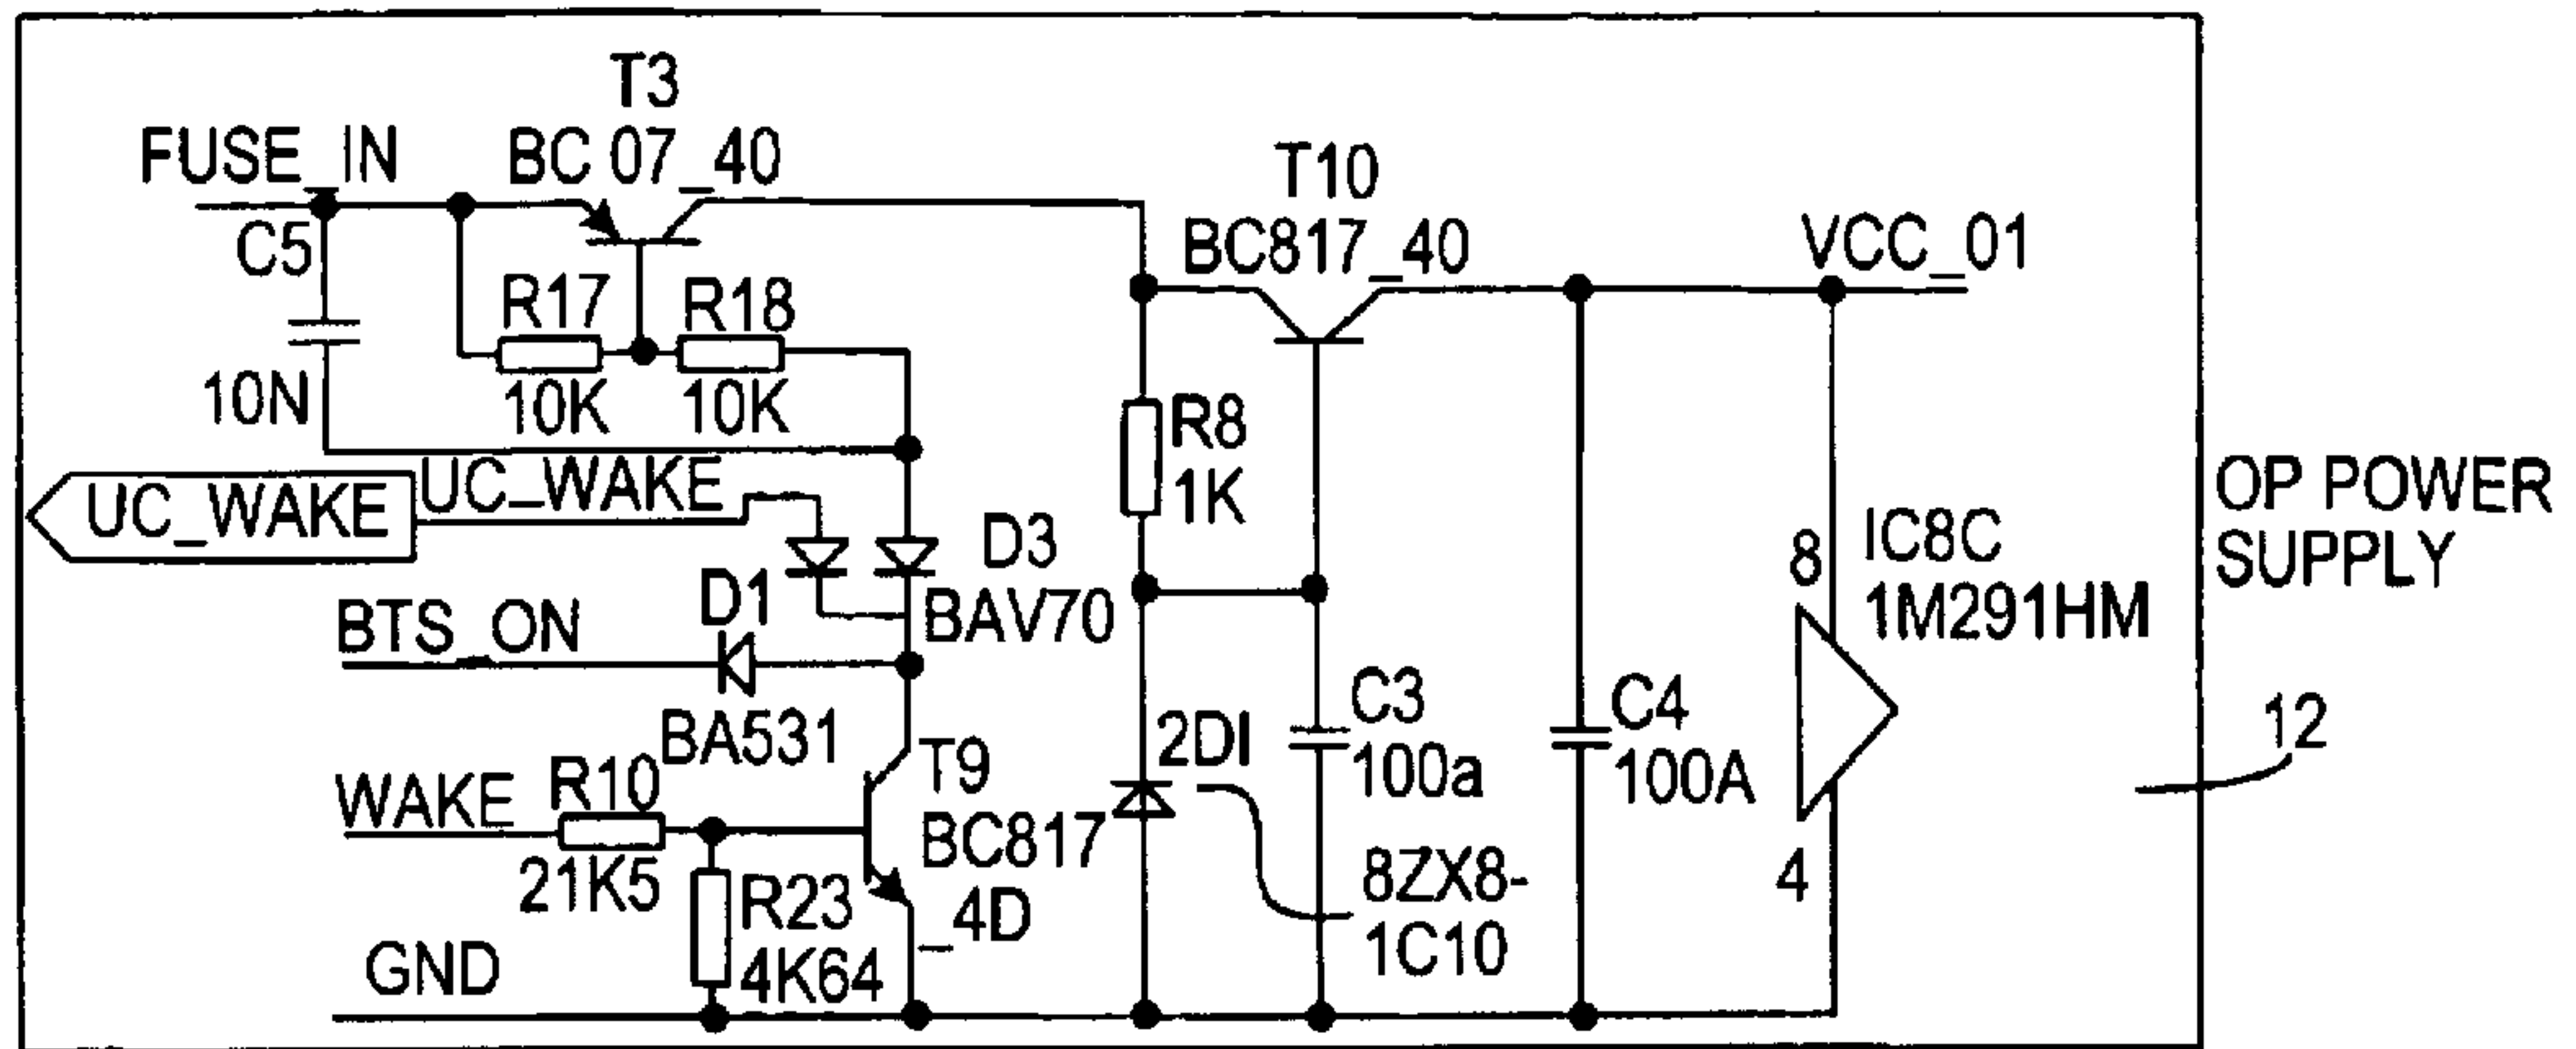 T3
FUSE_IN
BC 07_40
T10
BC817_40
VCC_01
C5
R17
R18
10N
10K
10K
R8
1K
UC_WAKE
UC_WAKE
D3
BAV70
D1
BTS_ON
BA531
IC8C
1M291HM
8
4
OP POWER
SUPPLY
12
C3
100a
C4
100A
2DI
8ZX8-
1C10
T9
BC817
_4D
WAKE
R10
21K5
R23
4K64
GND